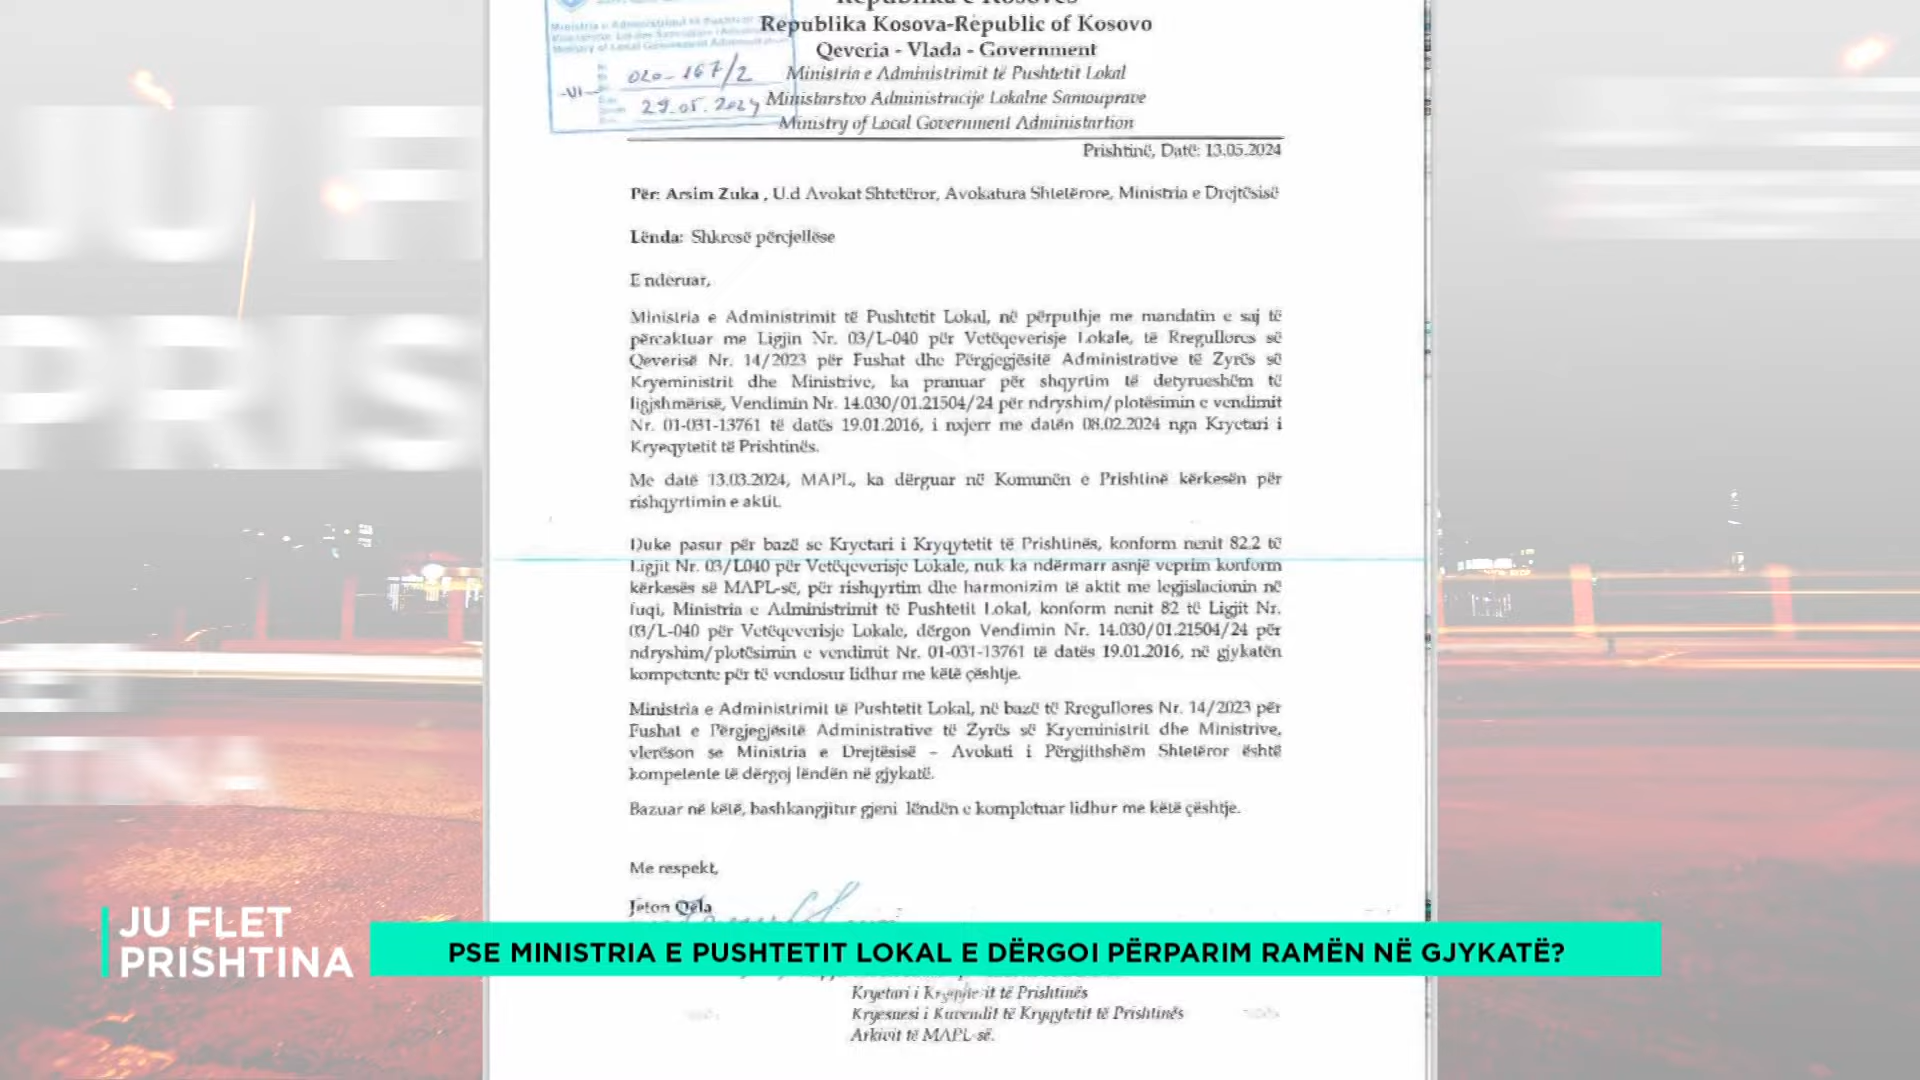 Republika e Kosovës
Republika Kosova-Republic of Kosovo
Qeveria - Vlada - Government
Ministria e Administrimit të Pushtetit Lokal
Ministarstvo Administracije Lokalne Samouprave
Ministry of Local Government Administartion
020-167/2
-VI-
29.05.2024
Prishtinë, Datë: 13.05.2024
Për: Arsim Zuka , U.d Avokat Shtetëror, Avokatura Shtetërore, Ministria e Drejtësisë
Lënda: Shkresë përcjellëse
E nderuar,
Ministria e Administrimit të Pushtetit Lokal, në përputhje me mandatin e saj të
përcaktuar me Ligjin Nr. 03/L-040 për Vetëqeverisje Lokale, të Rregullores së
Qeverisë Nr. 14/2023 për Fushat dhe Përgjegjësitë Administrative të Zyrës së
Kryeministrit dhe Ministrive, ka pranuar për shqyrtim të detyrueshëm të
ligjshmërisë, Vendimin Nr. 14.030/01.21504/24 për ndryshim/plotësimin e vendimit
Nr. 01-031-13761 të datës 19.01.2016, i nxjerr me datën 08.02.2024 nga Kryetari i
Kryeqytetit të Prishtinës.
Me datë 13.03.2024, MAPL, ka dërguar në Komunën e Prishtinë kërkesën për
rishqyrtimin e aktit.
Duke pasur për bazë se Kryetari i Kryqytetit të Prishtinës, konform nenit 82.2 të
Ligjit Nr. 03/L040 për Vetëqeverisje Lokale, nuk ka ndërmarr asnjë veprim konform
kërkesës së MAPL-së, për rishqyrtim dhe harmonizim të aktit me legjislacionin në
fuqi, Ministria e Administrimit të Pushtetit Lokal, konform nenit 82 të Ligjit Nr.
03/L-040 për Vetëqeverisje Lokale, dërgon Vendimin Nr. 14.030/01.21504/24 për
ndryshim/plotësimin e vendimit Nr. 01-031-13761 të datës 19.01.2016, në gjykatën
kompetente për të vendosur lidhur me këtë çështje.
Ministria e Administrimit të Pushtetit Lokal, në bazë të Rregullores Nr. 14/2023 për
Fushat e Përgjegjësitë Administrative të Zyrës së Kryeministrit dhe Ministrive,
vlerëson se Ministria e Drejtësisë – Avokati i Përgjithshëm Shtetëror është
kompetente të dërgoj lëndën në gjykatë.
Bazuar në këtë, bashkangjitur gjeni lëndën e kompletuar lidhur me këtë çështje.
Me respekt,
Jeton Qela
JU FLET
PRISHTINA
PSE MINISTRIA E PUSHTETIT LOKAL E DËRGOI PËRPARIM RAMËN NË GJYKATË?
Kryetari i Kryqytetit të Prishtinës
Kryesuesi i Kuvendit të Kryqytetit të Prishtinës
Arkivit të MAPL-së.